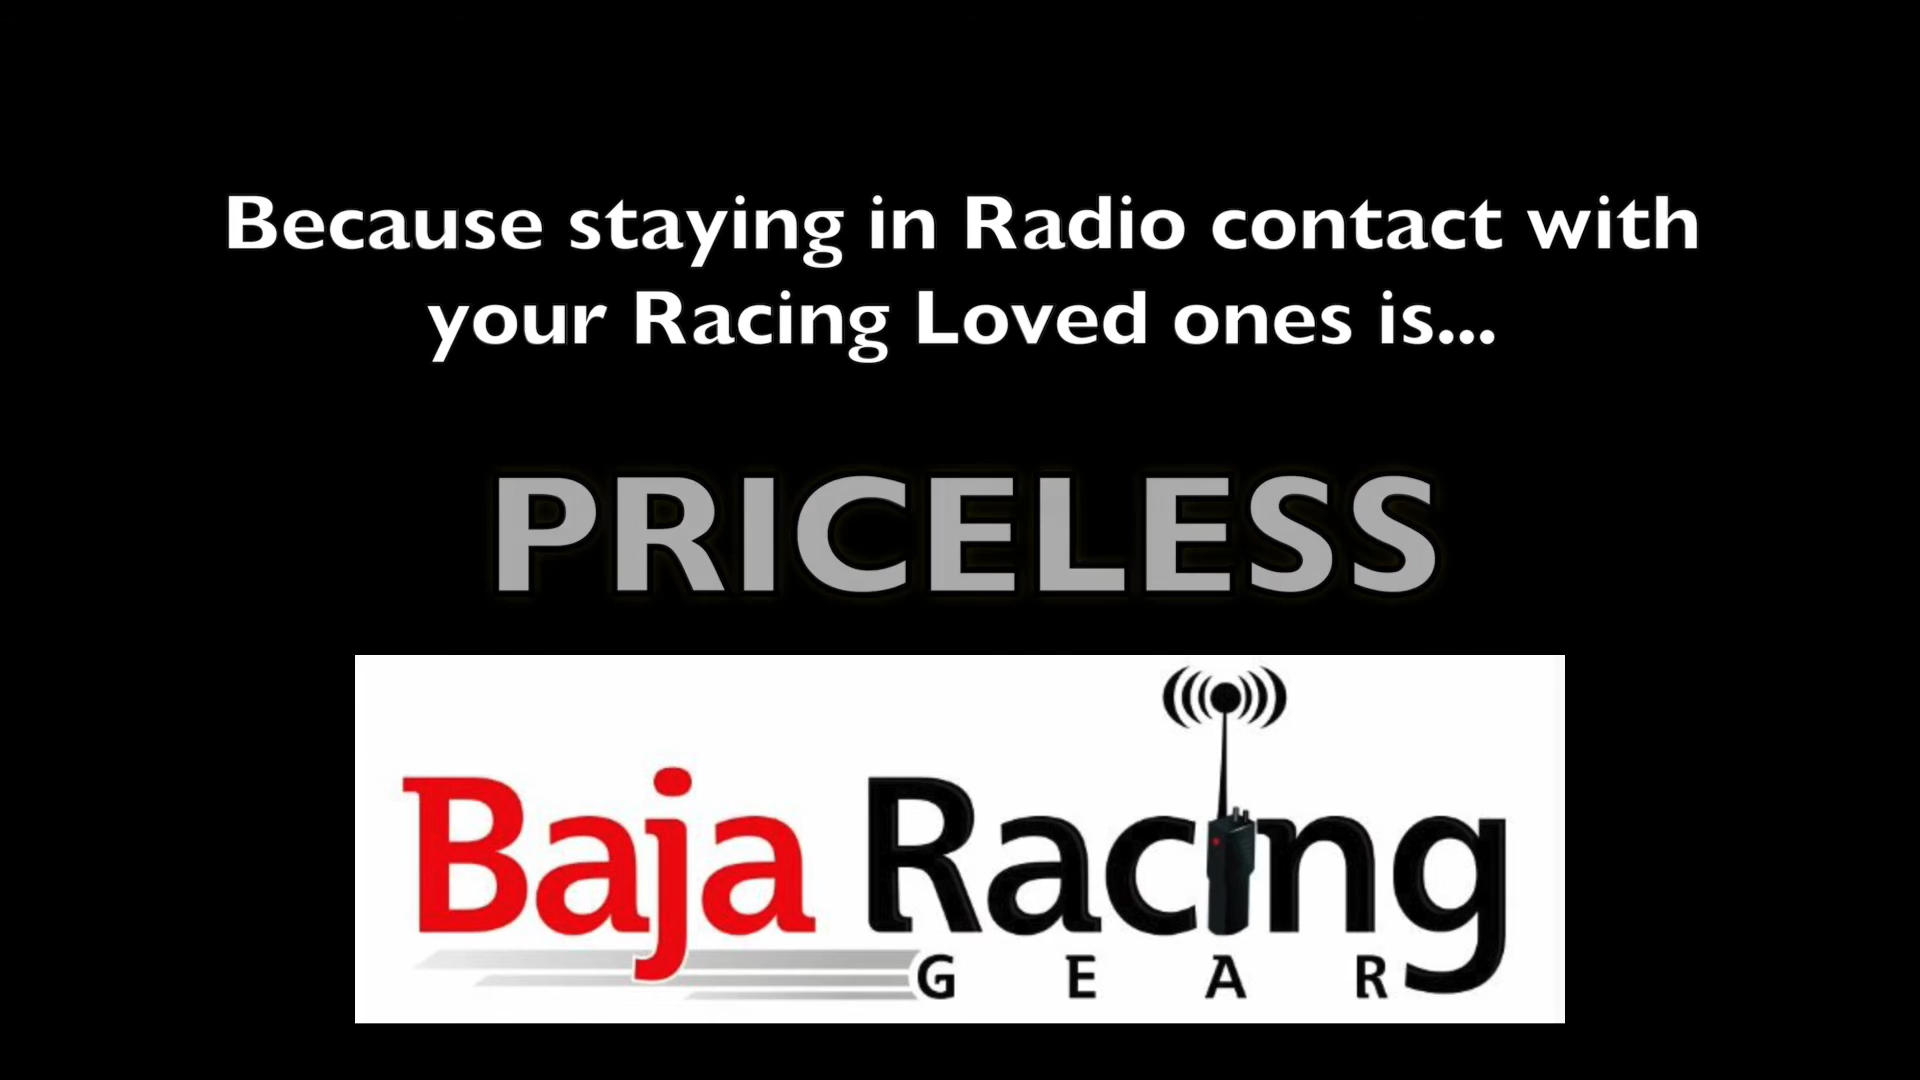 Because staying in Radio contact with
your Racing Loved ones is...
PRICELESS
Baja Racing
GEAR